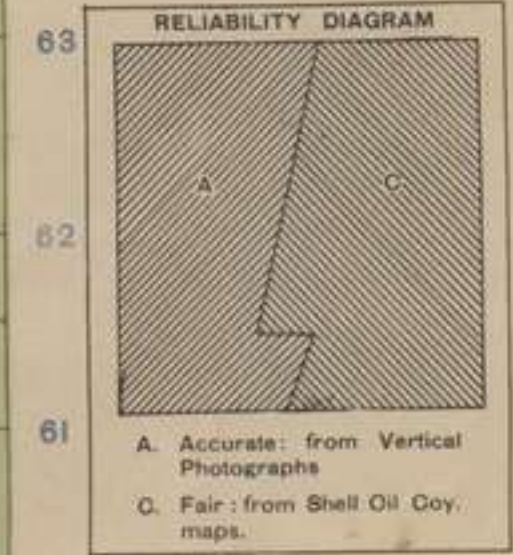 RELIABILITY DIAGRAM
63
A
C.
62
61
A. Accurate: from Vertical
Photographs
C. Fair: from Shell Oil Coy.
maps.